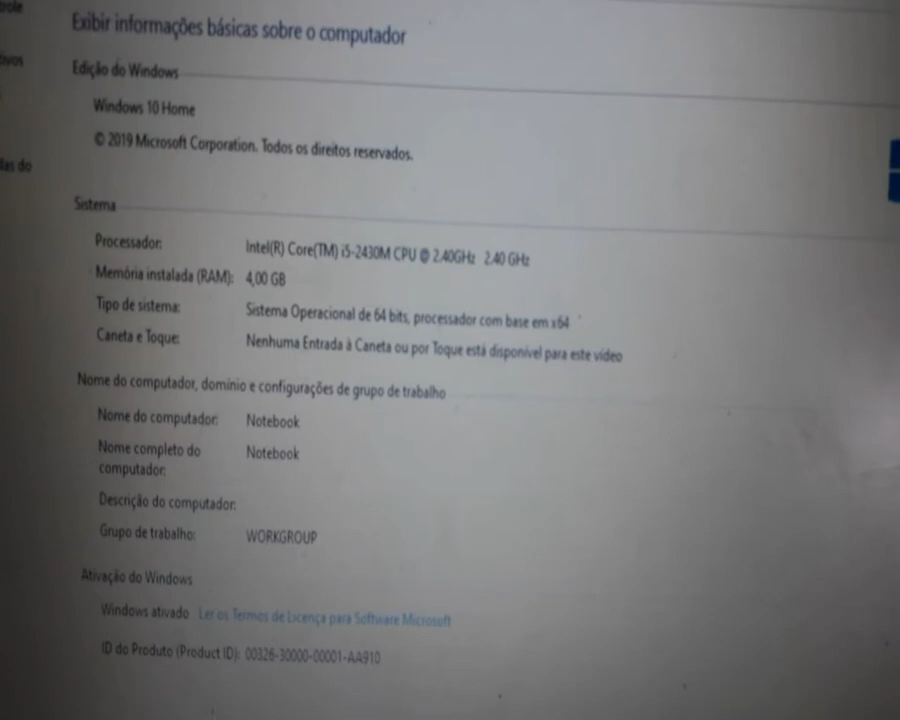 trole
Exibir informações básicas sobre o computador
Edição do Windows
Windows 10 Home
© 2019 Microsoft Corporation. Todos os direitos reservados.
das do
Sistema
Processador: Intel(R) Core(TM) i5-2430M CPU @ 2.40GHz 2.40 GHz
Memória instalada (RAM): 4,00 GB
Tipo de sistema: Sistema Operacional de 64 bits, processador com base em x64
Caneta e Toque: Nenhuma Entrada à Caneta ou por Toque está disponível para este vídeo
Nome do computador, domínio e configurações de grupo de trabalho
Nome do computador: Notebook
Nome completo do Notebook
computador:
Descrição do computador:
Grupo de trabalho: WORKGROUP
Ativação do Windows
Windows ativado Ler os Termos de Licença para Software Microsoft
ID do Produto (Product ID): 00326-30000-00001-AA910